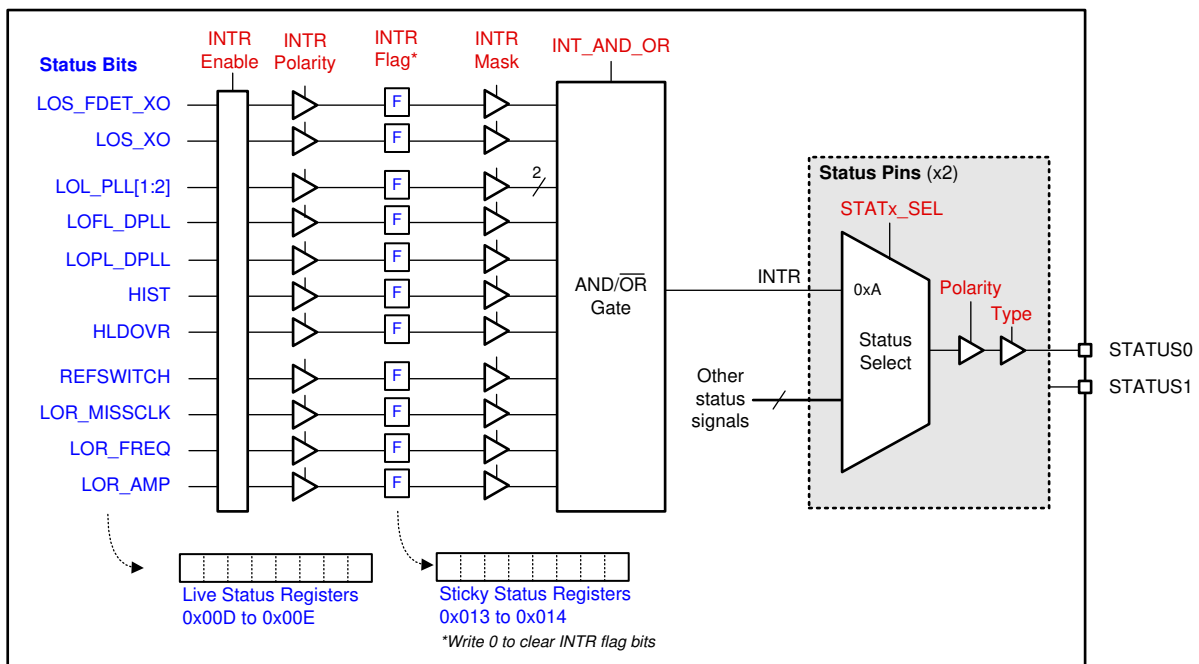 INTR
Enable
INTR
Polarity
INTR
Flag*
INTR
Mask
INT_AND_OR
Status Bits
LOS_FDET_XO
LOS_XO
LOL_PLL[1:2]
LOFL_DPLL
LOPL_DPLL
HIST
HLDOVR
REFSWITCH
LOR_MISSCLK
LOR_FREQ
LOR_AMP
F
F
F
F
F
F
F
F
F
F
F
2
AND/OR
Gate
INTR
Status Pins (x2)
STATx_SEL
0xA
Status
Select
Polarity
Type
Other
status
signals
STATUS0
STATUS1
Live Status Registers
0x00D to 0x00E
Sticky Status Registers
0x013 to 0x014
*Write 0 to clear INTR flag bits